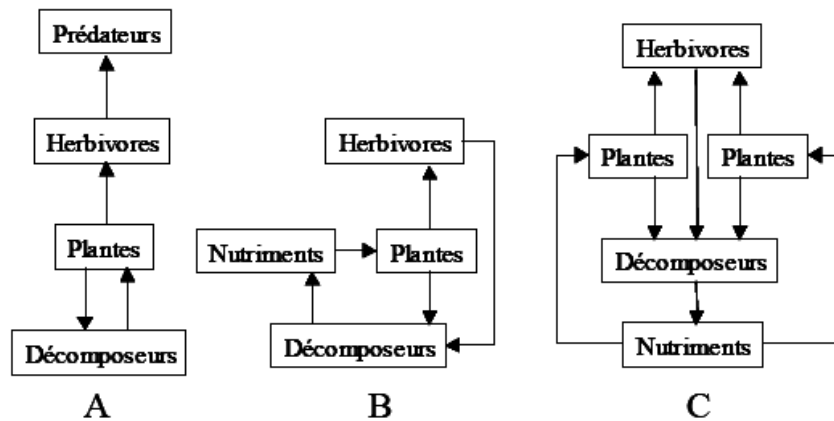 Prédateurs
Herbivores
Plantes
Décomposeurs
A
Herbivores
Nutriments
Plantes
Décomposeurs
B
Herbivores
Plantes
Plantes
Décomposeurs
Nutriments
C